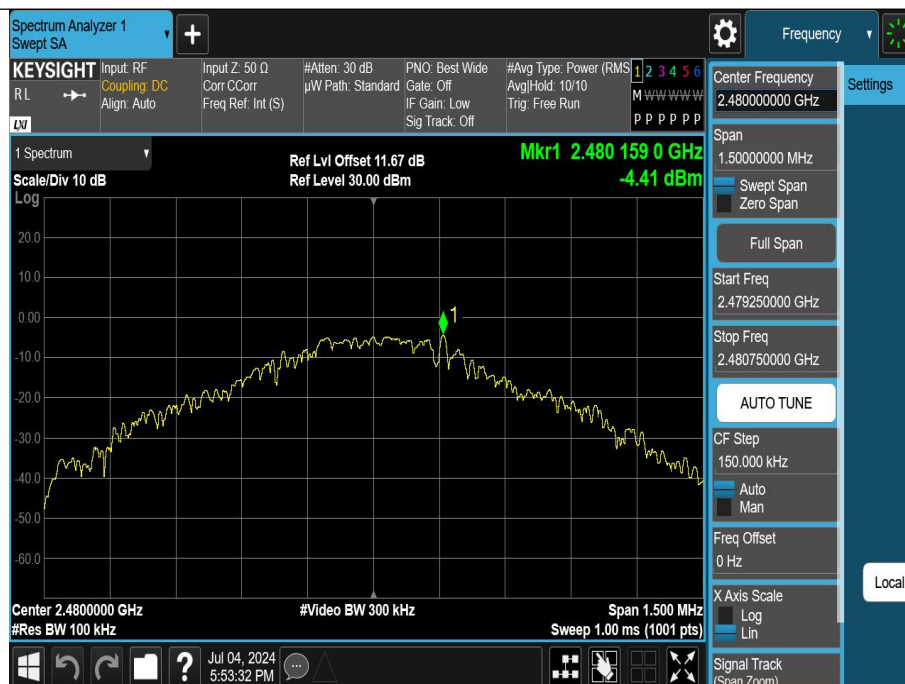 Spectrum Analyzer 1
Swept SA
Frequency
KEYSIGHT
RL
LXI
Input: RF
Coupling: DC
Align: Auto
Input Z: 50 Ω
Corr CCorr
Freq Ref: Int (S)
#Atten: 30 dB
µW Path: Standard
PNO: Best Wide
Gate: Off
IF Gain: Low
Sig Track: Off
#Avg Type: Power (RMS
Avg|Hold: 10/10
Trig: Free Run
1 2 3 4 5 6
M W W W W W
P P P P P P
1 Spectrum
Scale/Div 10 dB
Log
Ref Lvl Offset 11.67 dB
Ref Level 30.00 dBm
Mkr1 2.480 159 0 GHz
-4.41 dBm
20.0
10.0
0.00
-10.0
-20.0
-30.0
-40.0
-50.0
-60.0
1
Center 2.4800000 GHz
#Res BW 100 kHz
#Video BW 300 kHz
Span 1.500 MHz
Sweep 1.00 ms (1001 pts)
Jul 04, 2024
5:53:32 PM
Center Frequency
2.480000000 GHz
Settings
Span
1.50000000 MHz
Swept Span
Zero Span
Full Span
Start Freq
2.479250000 GHz
Stop Freq
2.480750000 GHz
AUTO TUNE
CF Step
150.000 kHz
Auto
Man
Freq Offset
0 Hz
Local
X Axis Scale
Log
Lin
Signal Track
(Span Zoom)